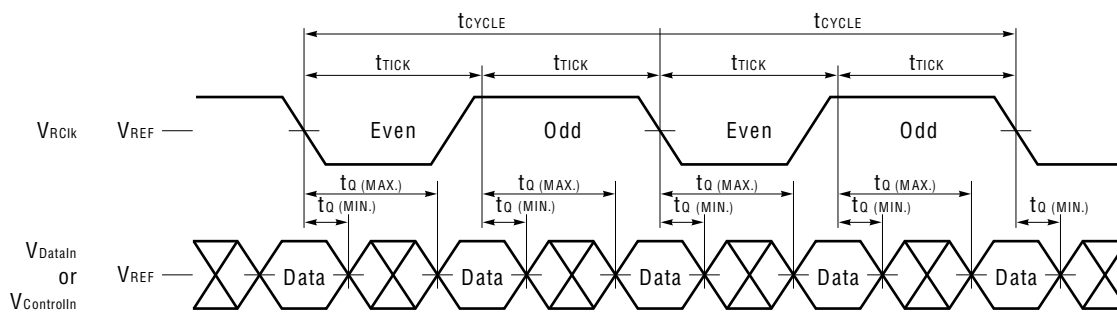 tCYCLE tCYCLE
tTICK tTICK tTICK tTICK
VRClk VREF Even Odd Even Odd
tQ (MAX.) tQ (MAX.) tQ (MAX.) tQ (MAX.)
tQ (MIN.) tQ (MIN.) tQ (MIN.) tQ (MIN.) tQ (MIN.)
VDataIn
or VREF Data Data Data Data Data
VControlIn